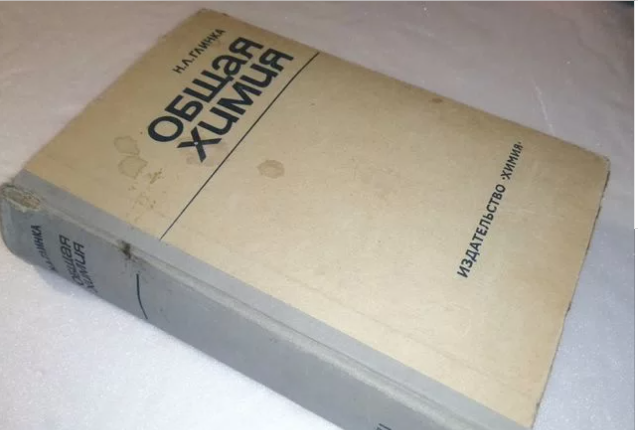 Н.Л.ГЛИНКА
ОБЩАЯ
ХИМИЯ
ИЗДАТЕЛЬСТВО·ХИМИЯ·
ГЛИНКА
ОБЩАЯ
ХИМИЯ